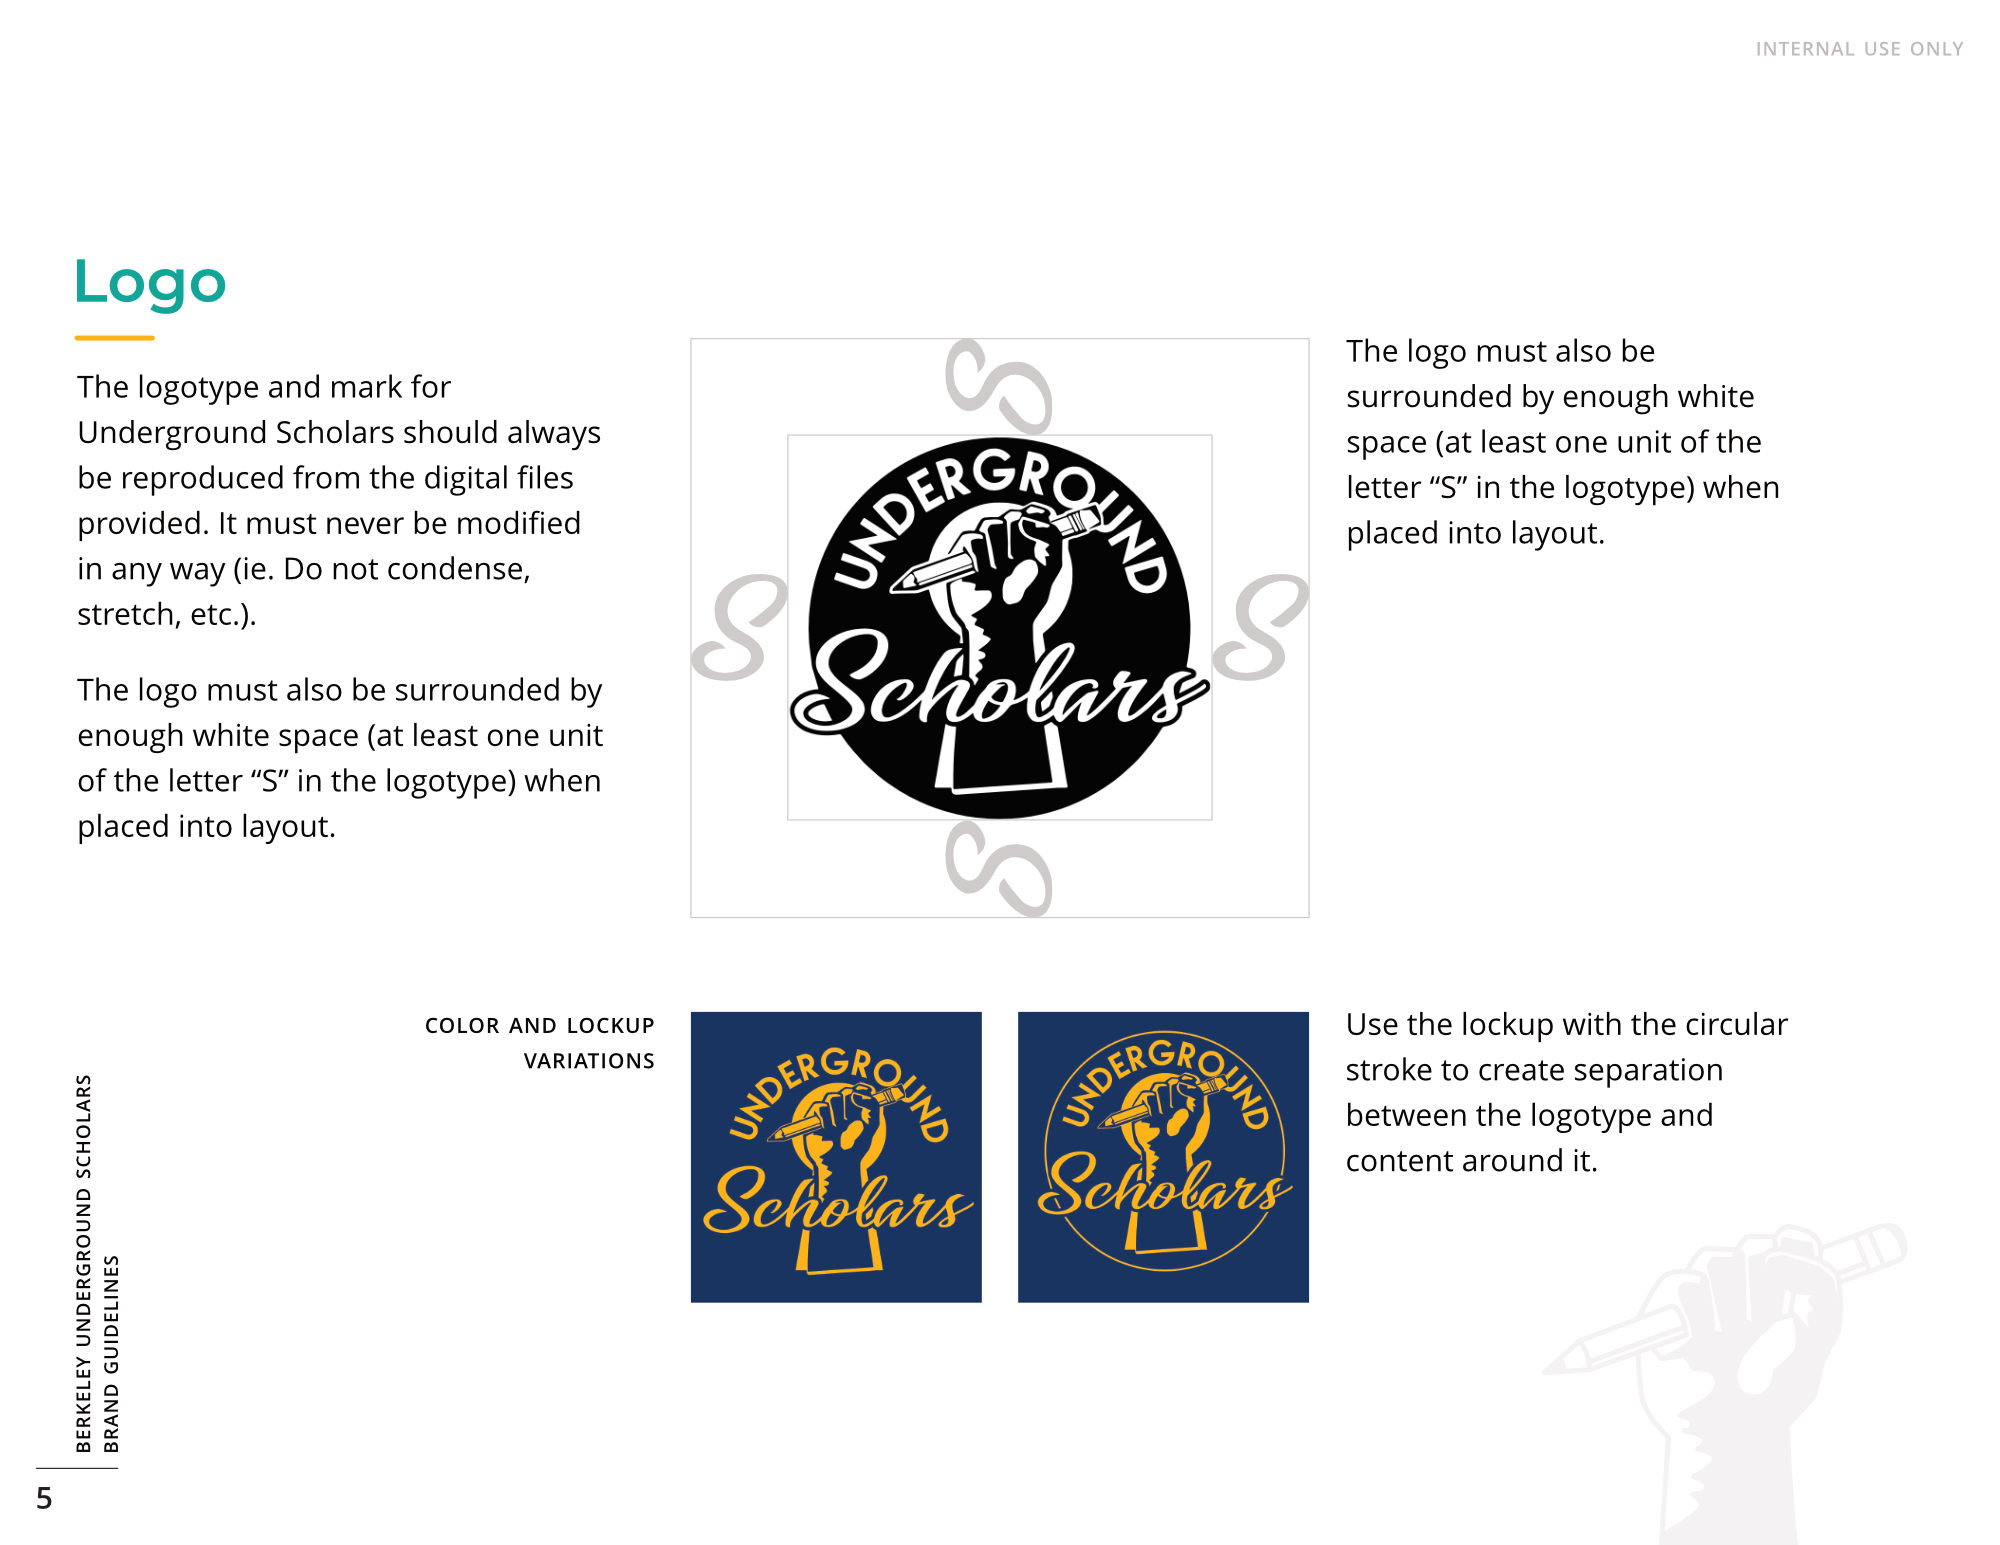 INTERNAL USE ONLY
Logo
The logotype and mark for
Underground Scholars should always
be reproduced from the digital files
provided. It must never be modified
in any way (ie. Do not condense,
stretch, etc.).
The logo must also be surrounded by
enough white space (at least one unit
of the letter “S” in the logotype) when
placed into layout.
S
S
UNDERGROUND
Scholars
S
S
The logo must also be
surrounded by enough white
space (at least one unit of the
letter “S” in the logotype) when
placed into layout.
COLOR AND LOCKUP
VARIATIONS
UNDERGROUND
Scholars
UNDERGROUND
Scholars
Use the lockup with the circular
stroke to create separation
between the logotype and
content around it.
BERKELEY UNDERGROUND SCHOLARS
BRAND GUIDELINES
5